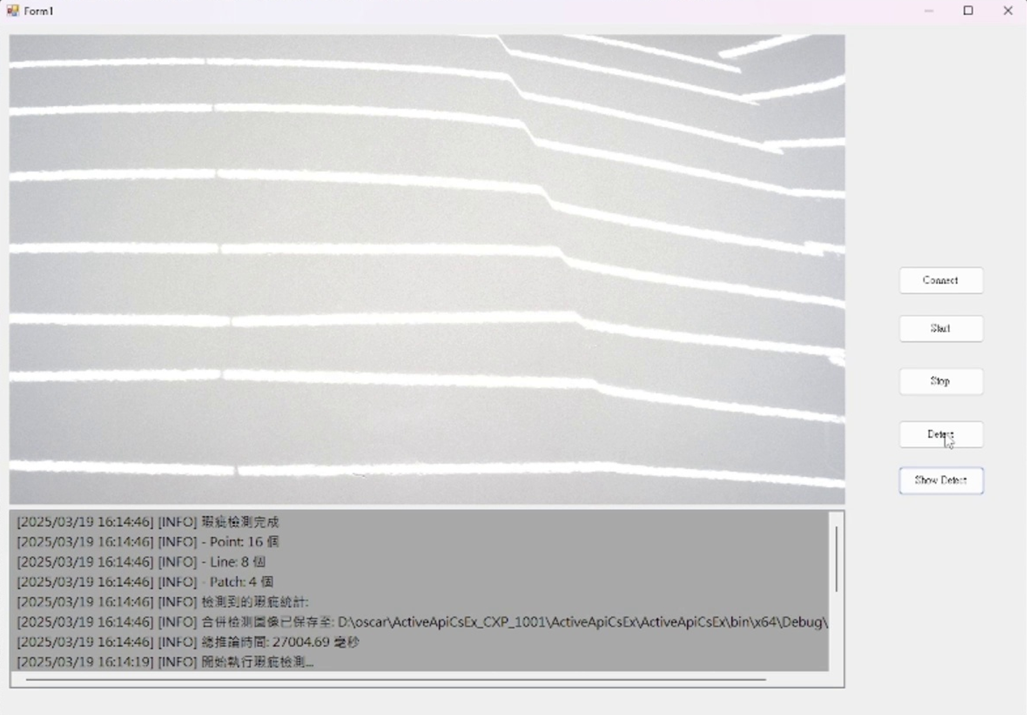 Form1
Connect
Start
Stop
Detect
Show Detect
[2025/03/19 16:14:46] [INFO] 瑕疵檢測完成
[2025/03/19 16:14:46] [INFO] - Point: 16 個
[2025/03/19 16:14:46] [INFO] - Line: 8 個
[2025/03/19 16:14:46] [INFO] - Patch: 4 個
[2025/03/19 16:14:46] [INFO] 檢測到的瑕疵統計:
[2025/03/19 16:14:46] [INFO] 合併檢測圖像已保存至: D:\oscar\ActiveApiCsEx_CXP_1001\ActiveApiCsEx\ActiveApiCsEx\bin\x64\Debug\
[2025/03/19 16:14:46] [INFO] 總推論時間: 27004.69 毫秒
[2025/03/19 16:14:19] [INFO] 開始執行瑕疵檢測...